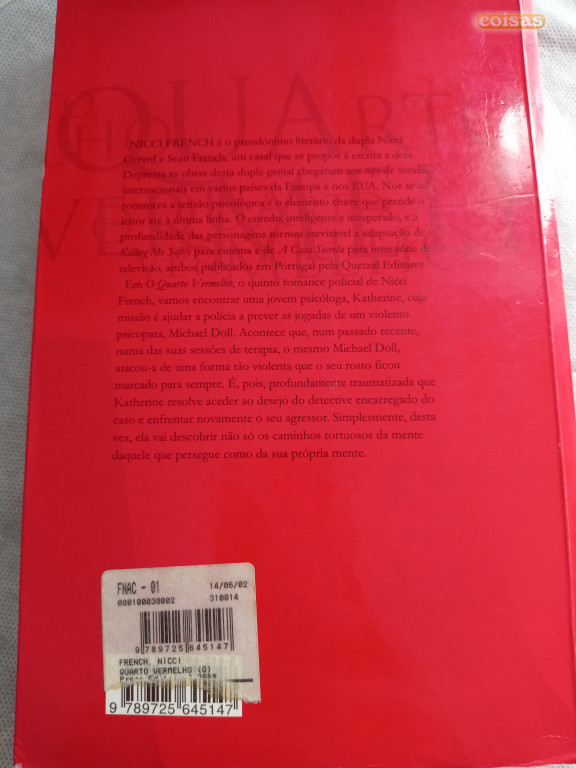 coisas
QUARTO
VERMELHO
NICCI FRENCH é o pseudónimo literário da dupla Nicci
Gerard e Sean French, um casal que se propôs a escrita a dois.
Depressa as obras desta dupla genial chegaram aos tops de vendas
internacionais em vários países da Europa e nos EUA. Nos seus
romances a tensão psicológica é o elemento chave que prende o
leitor até à última linha. O enredo, inteligente e inesperado, e a
profundidade das personagens tornou inevitável a adaptação de
Killing Me Softly para cinema e de A Casa Secreta para uma série de
televisão, ambos publicados em Portugal pela Quetzal Editores
Em O Quarto Vermelho, o quinto romance policial de Nicci
French, vamos encontrar uma jovem psicóloga, Katherine, cuja
missão é ajudar a polícia a prever as jogadas de um violento
psicopata, Michael Doll. Acontece que, num passado recente,
numa das suas sessões de terapia, o mesmo Michael Doll,
atacou-a de uma forma tão violenta que o seu rosto ficou
marcado para sempre. É, pois, profundamente traumatizada que
Katherine resolve aceder ao desejo do detective encarregado do
caso e enfrentar novamente o seu agressor. Simplesmente, desta
vez, ela vai descobrir não só os caminhos tortuosos da mente
daquele que persegue como da sua própria mente.
FNAC - 01 14/06/02
000100030002 310014
9 789725 645147
FRENCH, NICCI
QUARTO VERMELHO (O)
9 789725 645147